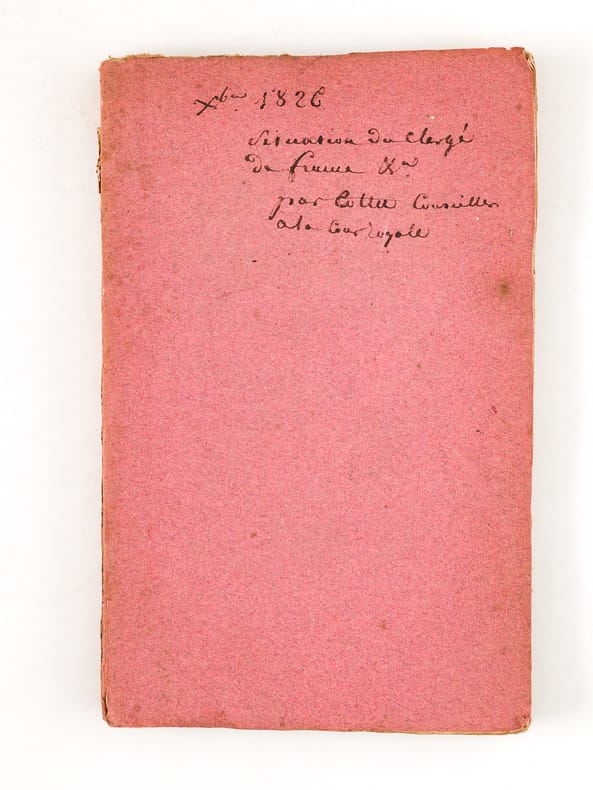 Xbre 1826
Situation du Clergé
de france &a
par Cottu Conseiller
a la Cour royale